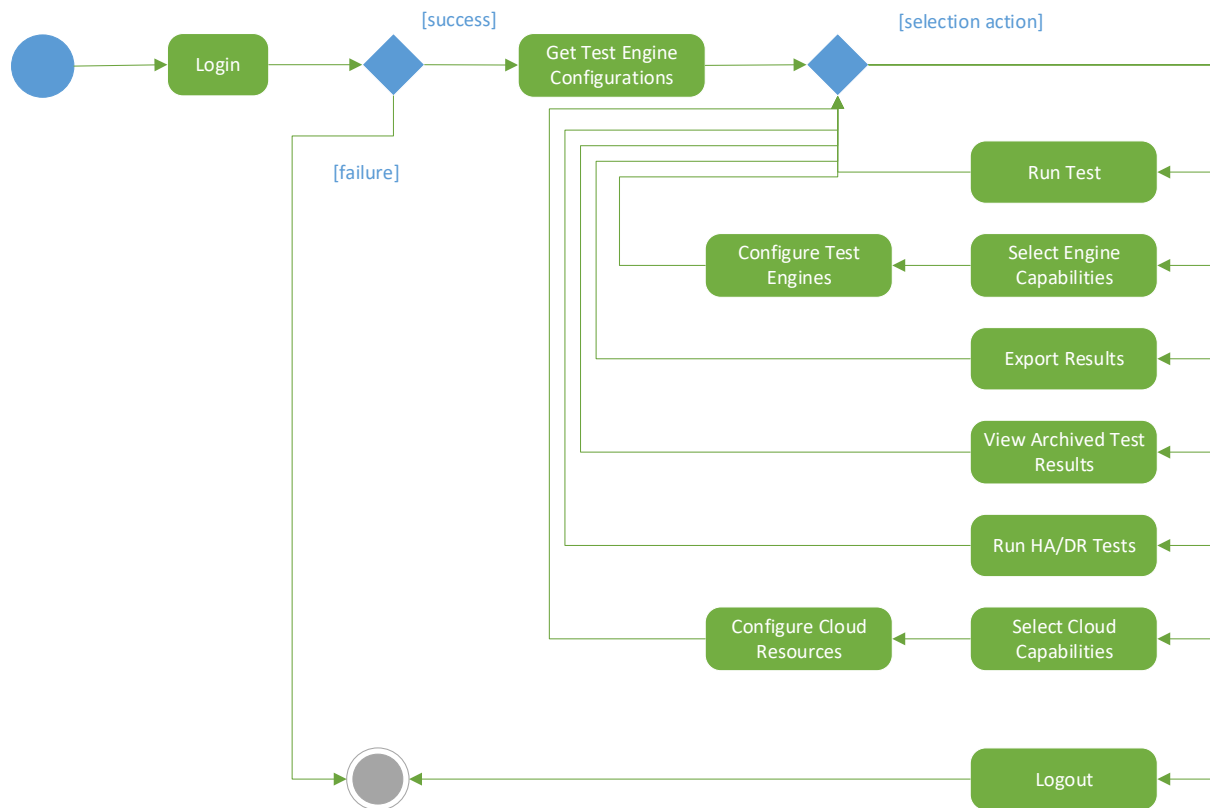 [success]
[selection action]
Login
Get Test Engine
Configurations
[failure]
Run Test
Configure Test
Engines
Select Engine
Capabilities
Export Results
View Archived Test
Results
Run HA/DR Tests
Configure Cloud
Resources
Select Cloud
Capabilities
Logout